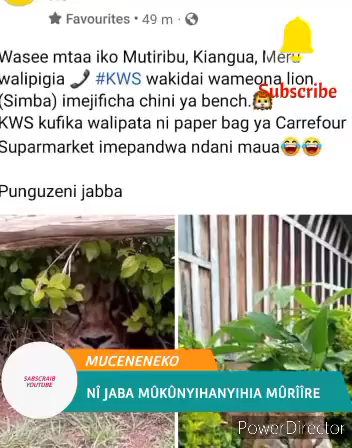 Favourites • 49 m •
Subscribe
Wasee mtaa iko Mutiribu, Kiangua, Meru
walipigia #KWS wakidai wameona lion,
(Simba) imejificha chini ya bench.
KWS kufika walipata ni paper bag ya Carrefour
Suparmarket imepandwa ndani maua
Punguzeni jabba
SABSCRAIB
YOUTUBE
MUCENENEKO
NĨ JABA MŨKŨNYIHANYIHIA MŨRĨĨRE
PowerDirector